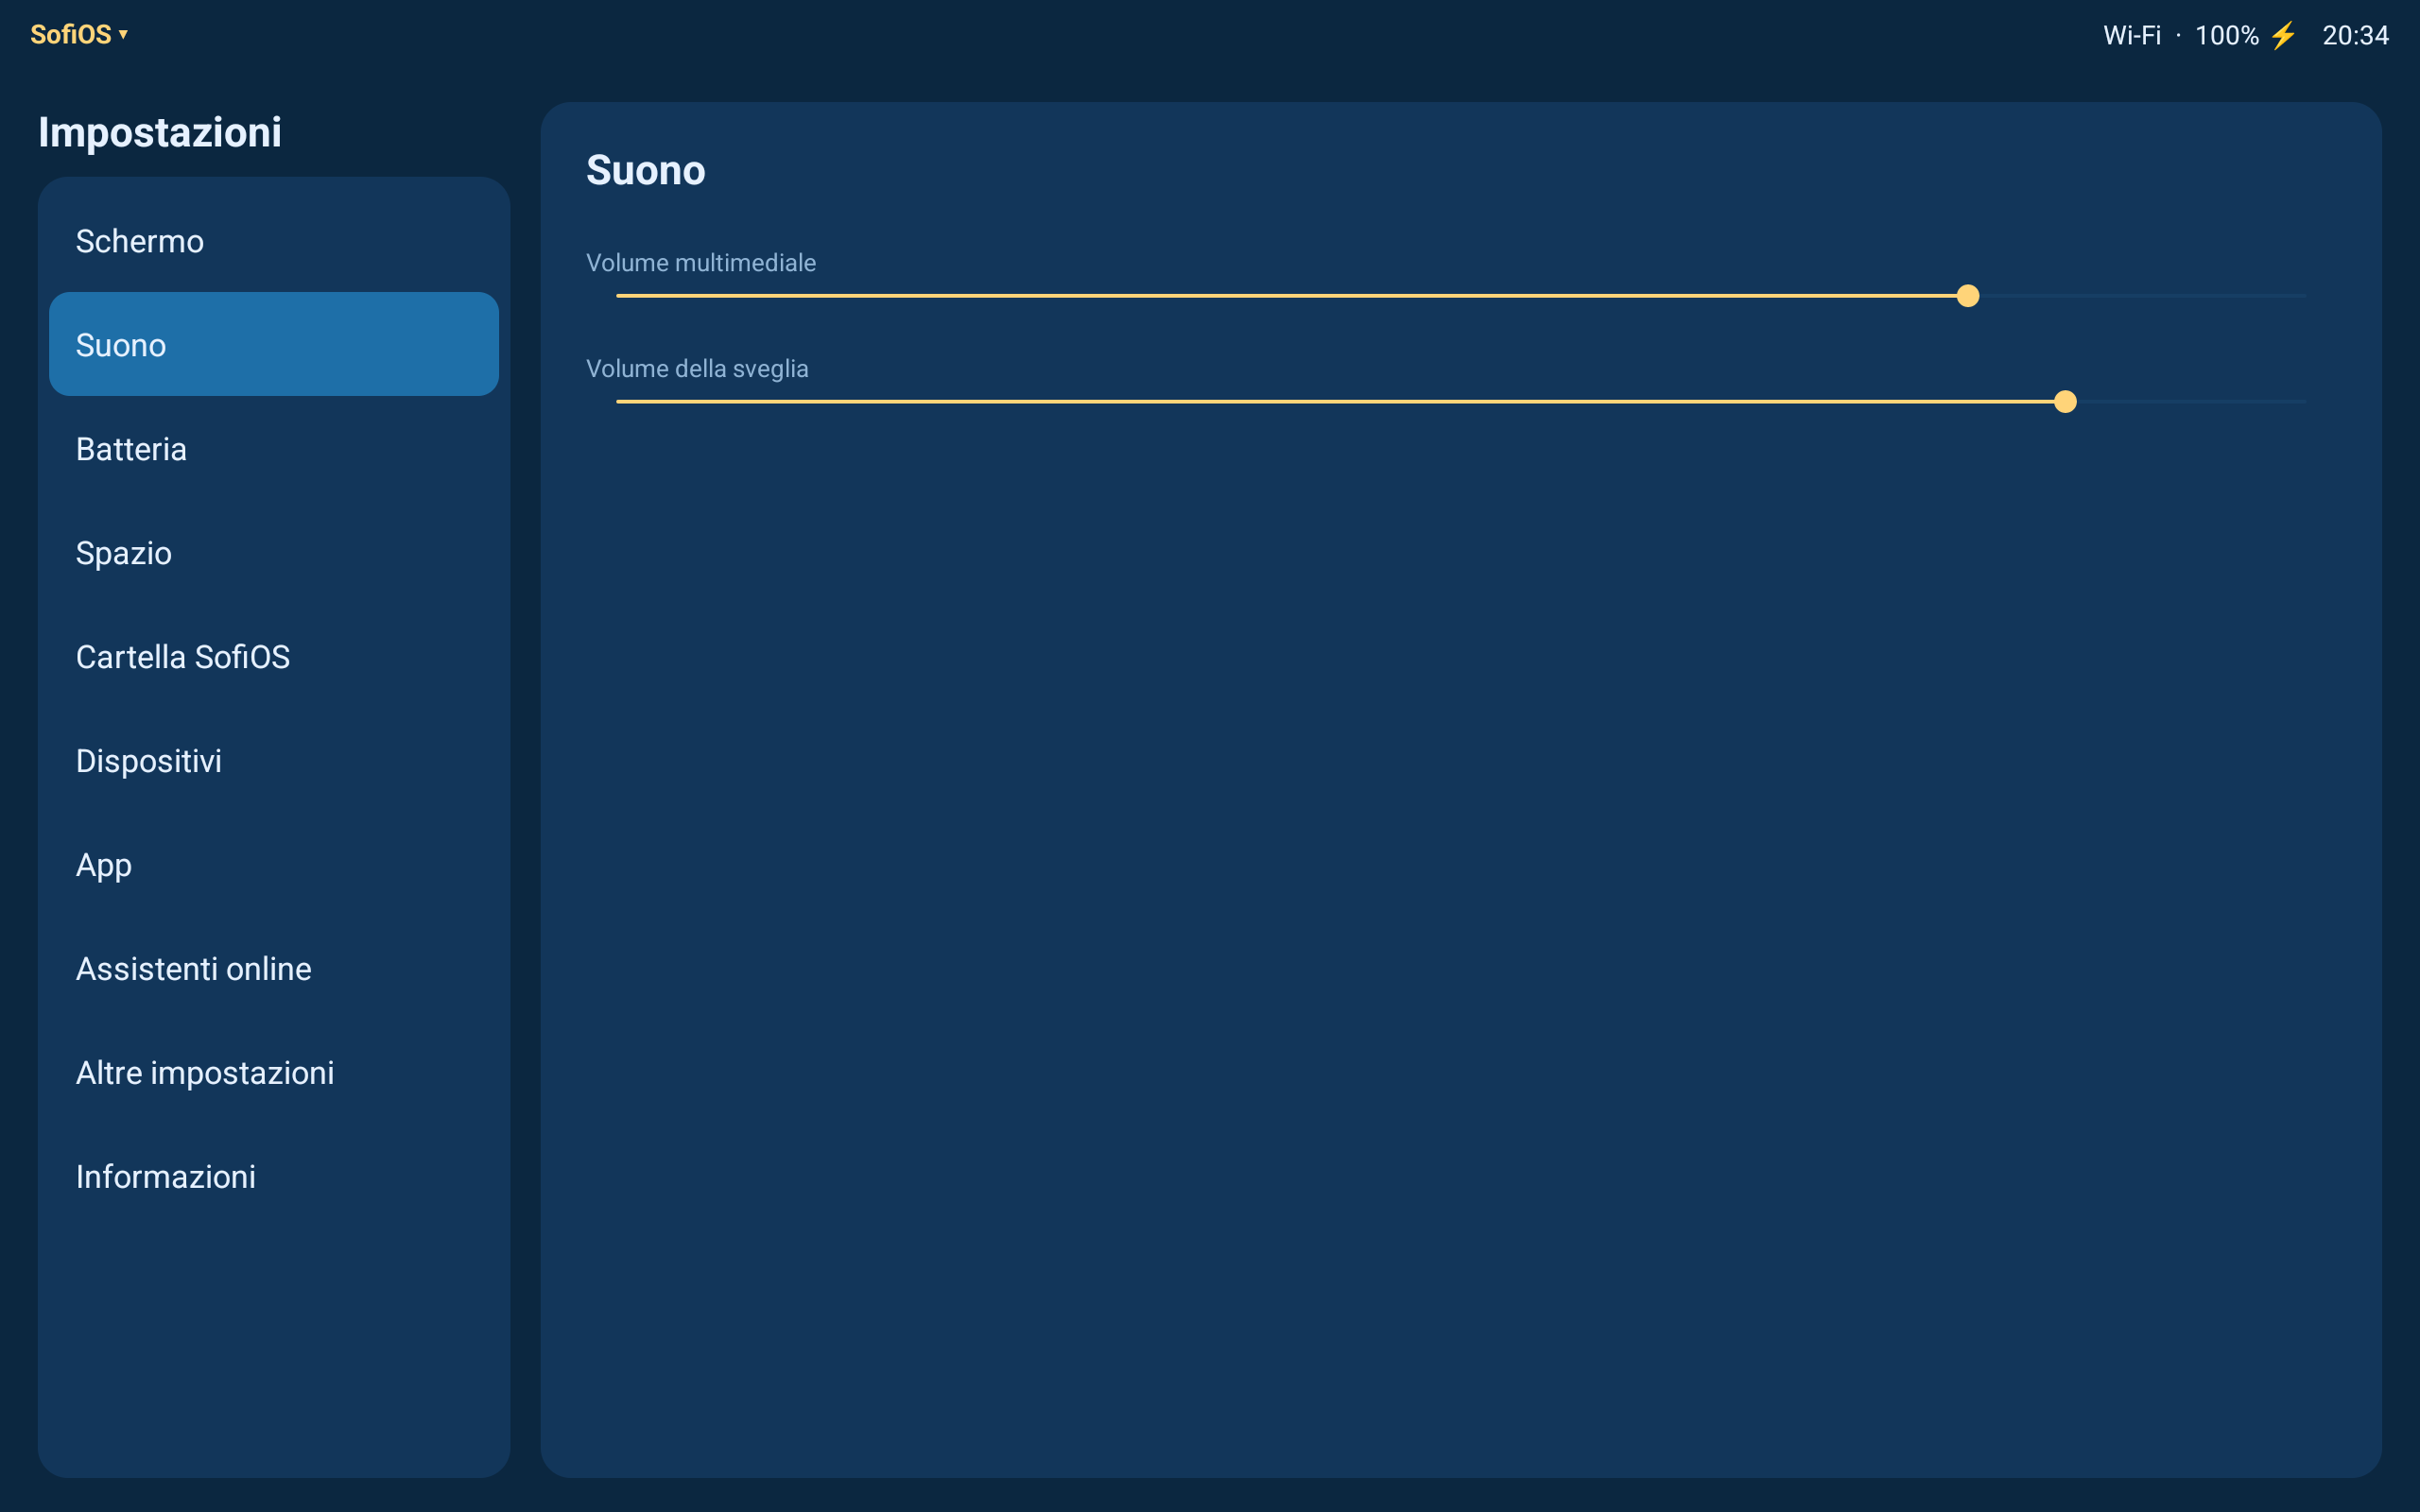 SofiOS ▾
Wi-Fi · 100% ⚡ 20:34
Impostazioni
Schermo
Suono
Batteria
Spazio
Cartella SofiOS
Dispositivi
App
Assistenti online
Altre impostazioni
Informazioni
Suono
Volume multimediale
Volume della sveglia